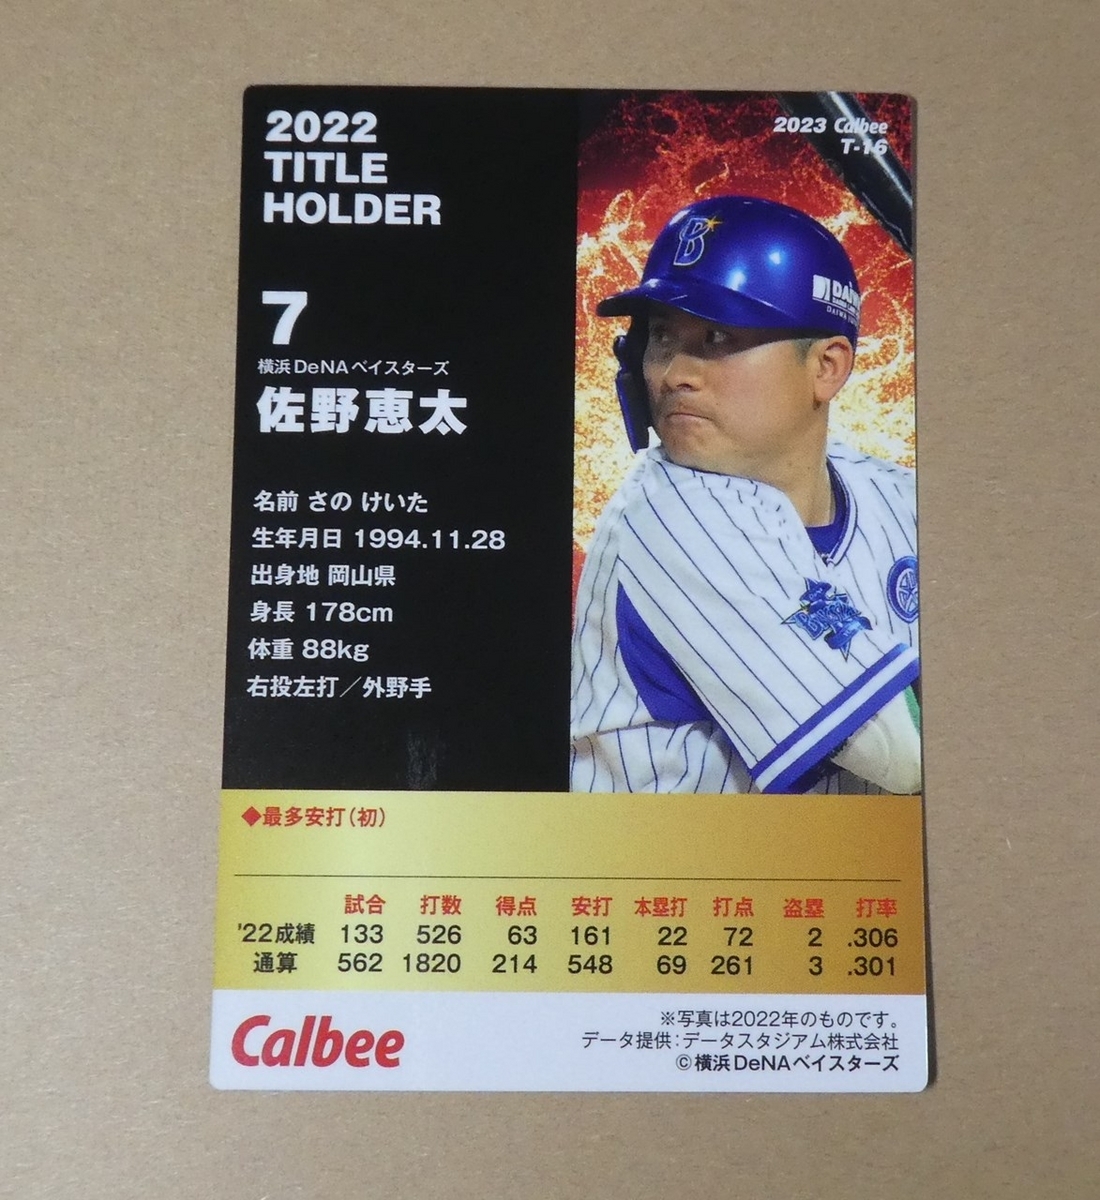 2022
TITLE
HOLDER
2023 Calbee
T-16
7
横浜DeNAベイスターズ
佐野恵太
名前 さの けいた
生年月日 1994.11.28
出身地 岡山県
身長 178cm
体重 88kg
右投左打／外野手
B
◆最多安打(初)
試合 打数 得点 安打 本塁打 打点 盗塁 打率
'22成績 133 526 63 161 22 72 2 .306
通算 562 1820 214 548 69 261 3 .301
Calbee
※写真は2022年のものです。
データ提供:データスタジアム株式会社
©横浜DeNAベイスターズ